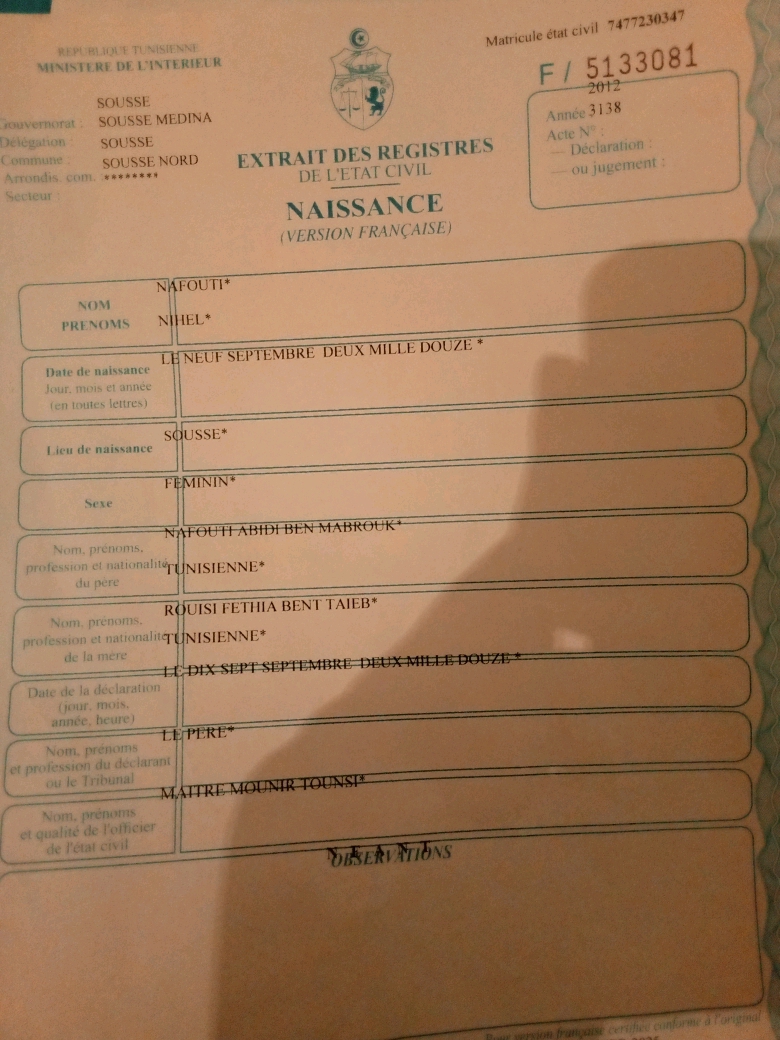 REPUBLIQUE TUNISIENNE
MINISTERE DE L'INTERIEUR
Matricule état civil 7477230347
F / 5133081
Gouvernorat : SOUSSE
Délégation : SOUSSE MEDINA
Commune : SOUSSE
Arrondis. com. SOUSSE NORD
Secteur : ********
2012
Année 3138
Acte N° :
— Déclaration :
— ou jugement :
EXTRAIT DES REGISTRES
DE L'ETAT CIVIL
NAISSANCE
(VERSION FRANÇAISE)
NOM
PRENOMS
NAFOUTI*
NIHEL*
Date de naissance
Jour, mois et année
(en toutes lettres)
LE NEUF SEPTEMBRE DEUX MILLE DOUZE *
Lieu de naissance
SOUSSE*
Sexe
FEMININ*
Nom, prénoms,
profession et nationalité
du père
NAFOUTI ABIDI BEN MABROUK*
TUNISIENNE*
Nom, prénoms,
profession et nationalité
de la mère
ROUISI FETHIA BENT TAIEB*
TUNISIENNE*
Date de la déclaration
(jour, mois,
année, heure)
LE DIX SEPT SEPTEMBRE DEUX MILLE DOUZE *
Nom, prénoms
et profession du déclarant
ou le Tribunal
LE PERE*
Nom, prénoms
et qualité de l'officier
de l'état civil
MAITRE MOUNIR TOUNSI*
N E A N T
OBSERVATIONS
Pour version française certifiée conforme à l'original